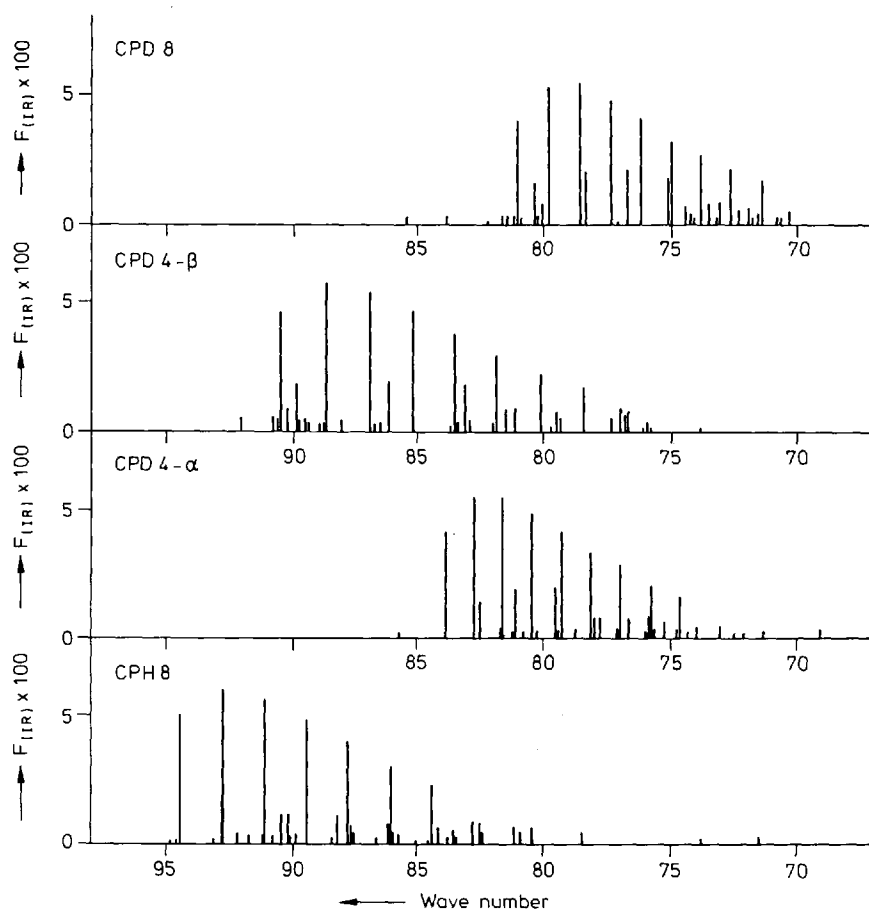 CPD 8
→ F(IR) × 100
5
0
85 80 75 70
CPD 4-β
→ F(IR) × 100
5
0
90 85 80 75 70
CPD 4-α
→ F(IR) × 100
5
0
90 85 80 75 70
CPH 8
→ F(IR) × 100
5
0
95 90 85 80 75 70
← Wave number